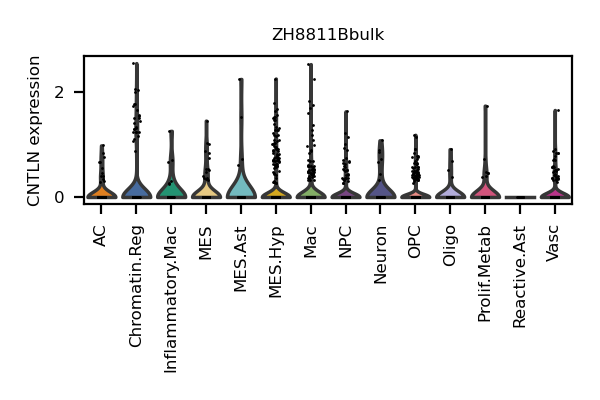 ZH8811Bbulk
CNTLN expression
2
0
AC
Chromatin.Reg
Inflammatory.Mac
MES
MES.Ast
MES.Hyp
Mac
NPC
Neuron
OPC
Oligo
Prolif.Metab
Reactive.Ast
Vasc